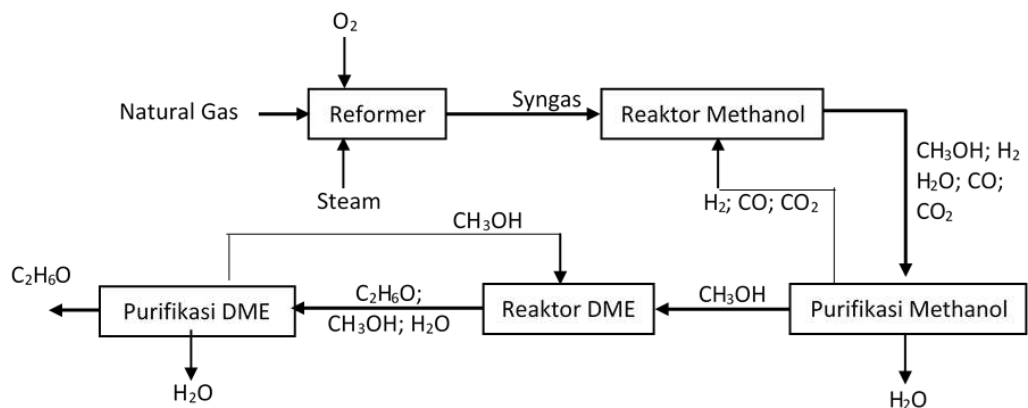 O₂
Natural Gas
Reformer
Syngas
Reaktor Methanol
Steam
H₂; CO; CO₂
CH₃OH; H₂
H₂O; CO;
CO₂
CH₃OH
C₂H₆O
Purifikasi DME
C₂H₆O;
CH₃OH; H₂O
Reaktor DME
CH₃OH
Purifikasi Methanol
H₂O
H₂O